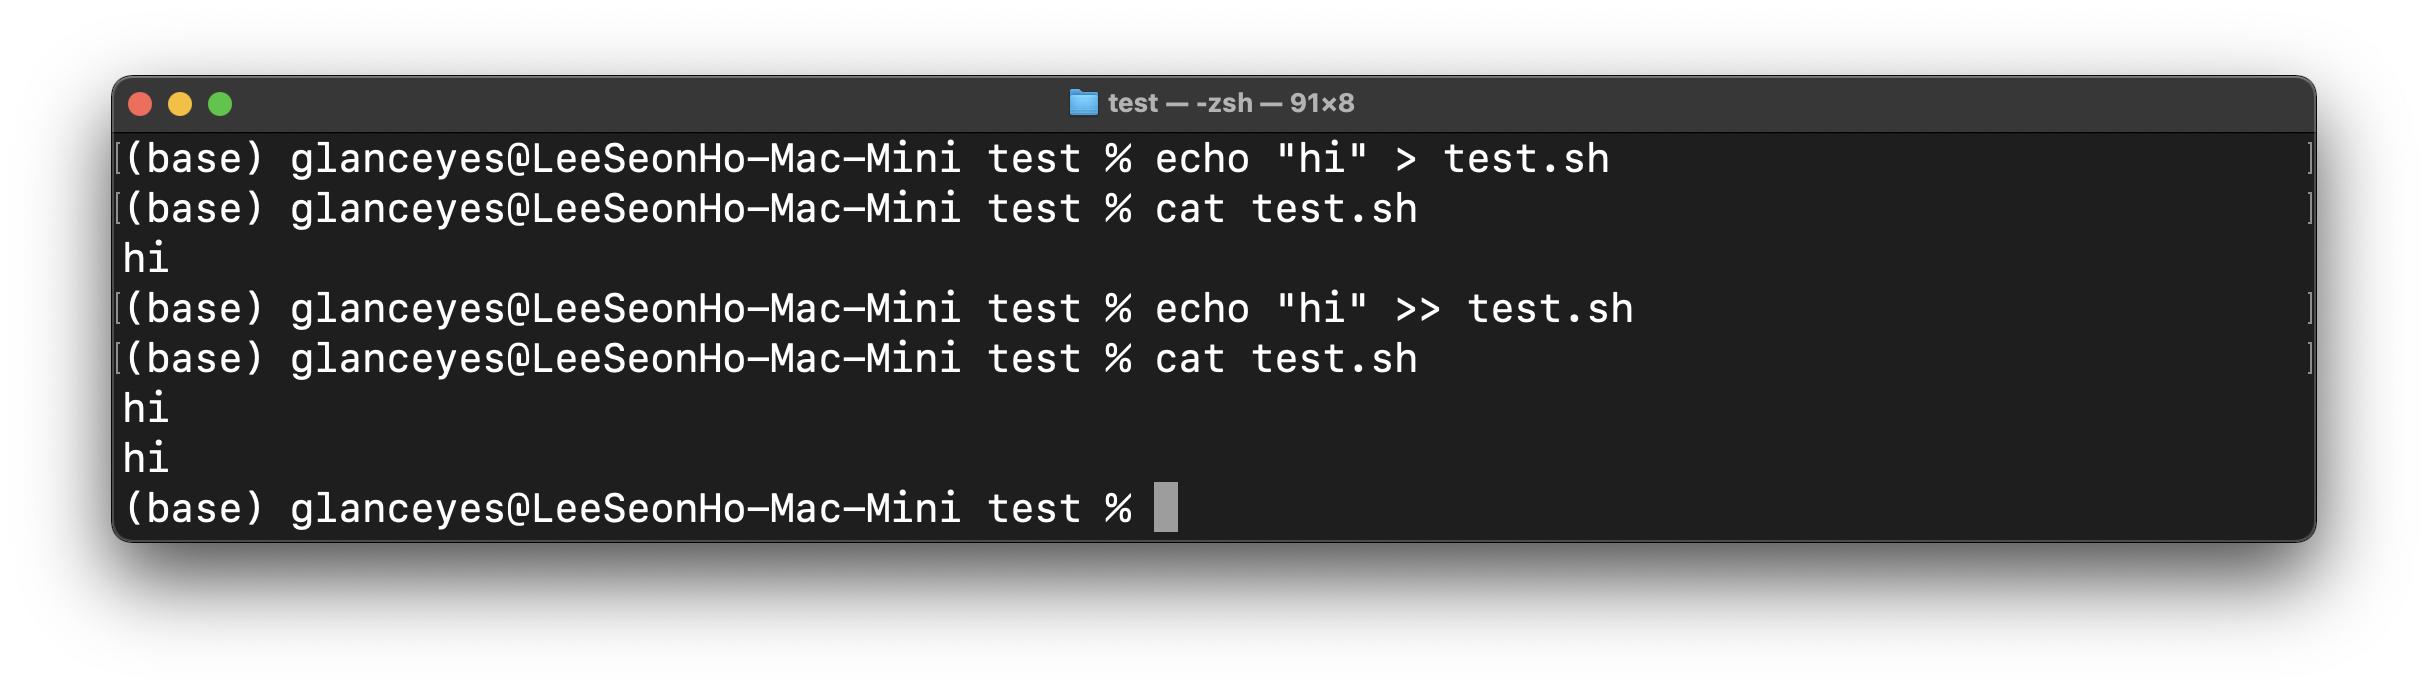 test — -zsh — 91×8
(base) glanceyes@LeeSeonHo-Mac-Mini test % echo "hi" > test.sh
(base) glanceyes@LeeSeonHo-Mac-Mini test % cat test.sh
hi
(base) glanceyes@LeeSeonHo-Mac-Mini test % echo "hi" >> test.sh
(base) glanceyes@LeeSeonHo-Mac-Mini test % cat test.sh
hi
hi
(base) glanceyes@LeeSeonHo-Mac-Mini test %